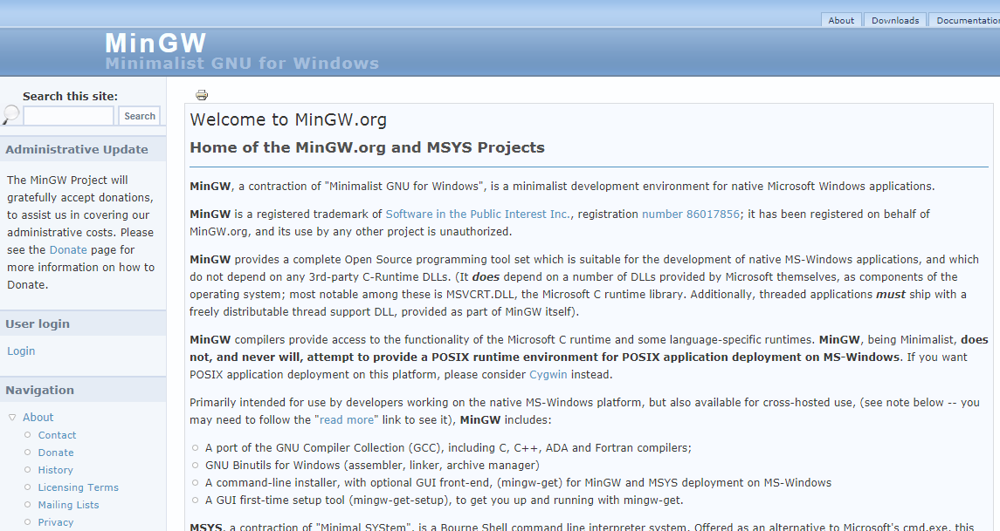 About Downloads Documentation
MinGW
Minimalist GNU for Windows
Search this site:
Search
Administrative Update
The MinGW Project will
gratefully accept donations,
to assist us in covering our
administrative costs. Please
see the Donate page for
more information on how to
Donate.
User login
Login
Navigation
About
Contact
Donate
History
Licensing Terms
Mailing Lists
Privacy
Welcome to MinGW.org
Home of the MinGW.org and MSYS Projects
MinGW, a contraction of "Minimalist GNU for Windows", is a minimalist development environment for native Microsoft Windows applications.
MinGW is a registered trademark of Software in the Public Interest Inc., registration number 86017856; it has been registered on behalf of
MinGW.org, and its use by any other project is unauthorized.
MinGW provides a complete Open Source programming tool set which is suitable for the development of native MS-Windows applications, and which
do not depend on any 3rd-party C-Runtime DLLs. (It does depend on a number of DLLs provided by Microsoft themselves, as components of the
operating system; most notable among these is MSVCRT.DLL, the Microsoft C runtime library. Additionally, threaded applications must ship with a
freely distributable thread support DLL, provided as part of MinGW itself).
MinGW compilers provide access to the functionality of the Microsoft C runtime and some language-specific runtimes. MinGW, being Minimalist, does
not, and never will, attempt to provide a POSIX runtime environment for POSIX application deployment on MS-Windows. If you want
POSIX application deployment on this platform, please consider Cygwin instead.
Primarily intended for use by developers working on the native MS-Windows platform, but also available for cross-hosted use, (see note below -- you
may need to follow the "read more" link to see it), MinGW includes:
A port of the GNU Compiler Collection (GCC), including C, C++, ADA and Fortran compilers;
GNU Binutils for Windows (assembler, linker, archive manager)
A command-line installer, with optional GUI front-end, (mingw-get) for MinGW and MSYS deployment on MS-Windows
A GUI first-time setup tool (mingw-get-setup), to get you up and running with mingw-get.
MSYS, a contraction of "Minimal SYStem", is a Bourne Shell command line interpreter system. Offered as an alternative to Microsoft's cmd.exe, this